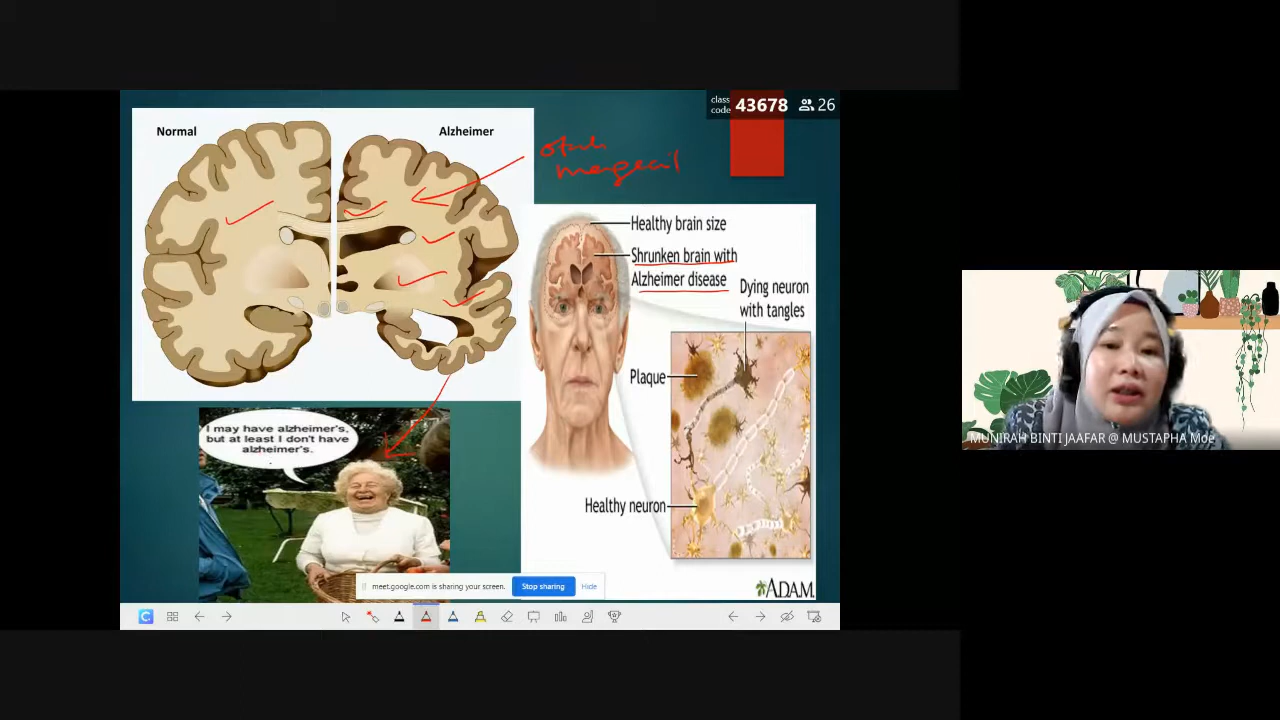 class
code 43678 26
Normal
Alzheimer
otak
mengecil
Healthy brain size
Shrunken brain with
Alzheimer disease
Dying neuron
with tangles
Plaque
Healthy neuron
ADAM.
I may have alzheimer's,
but at least I don't have
alzheimer's.
meet.google.com is sharing your screen. Stop sharing Hide
C
MUNIRAH BINTI JAAFAR @ MUSTAPHA Moe